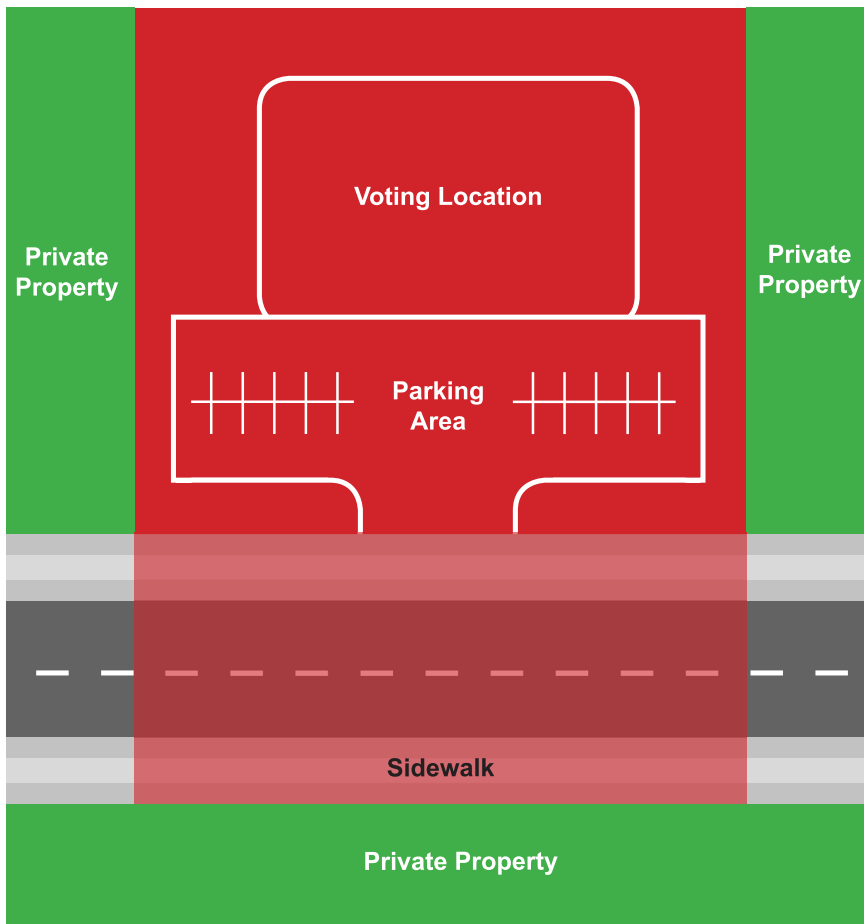 Voting Location
Private
Property
Private
Property
Parking
Area
Sidewalk
Private Property